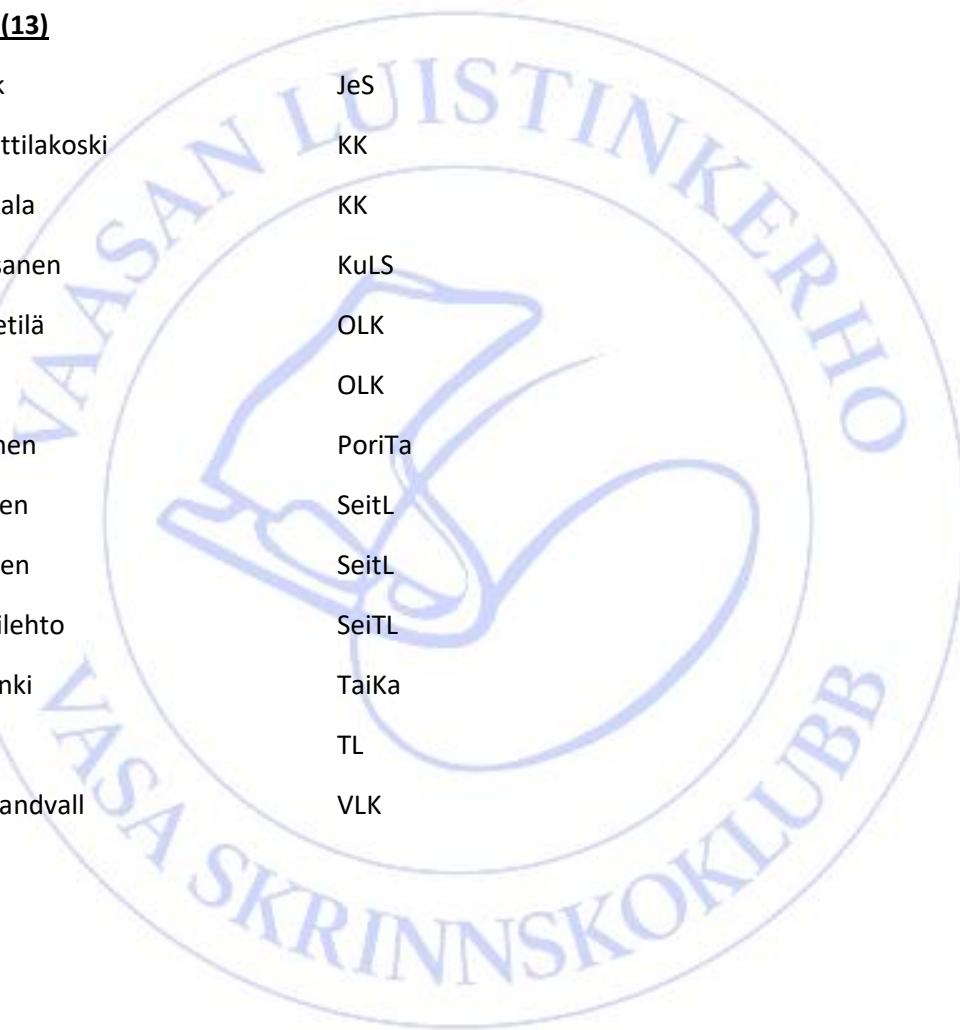 (13)
k JeS
ttilakoski KK
ala KK
sanen KuLS
etilä OLK
OLK
nen PoriTa
en SeitL
en SeitL
ilehto SeiTL
nki TaiKa
TL
andvall VLK
VAASAN LUISTINKERHO
VASA SKRINNSKOKLUBB